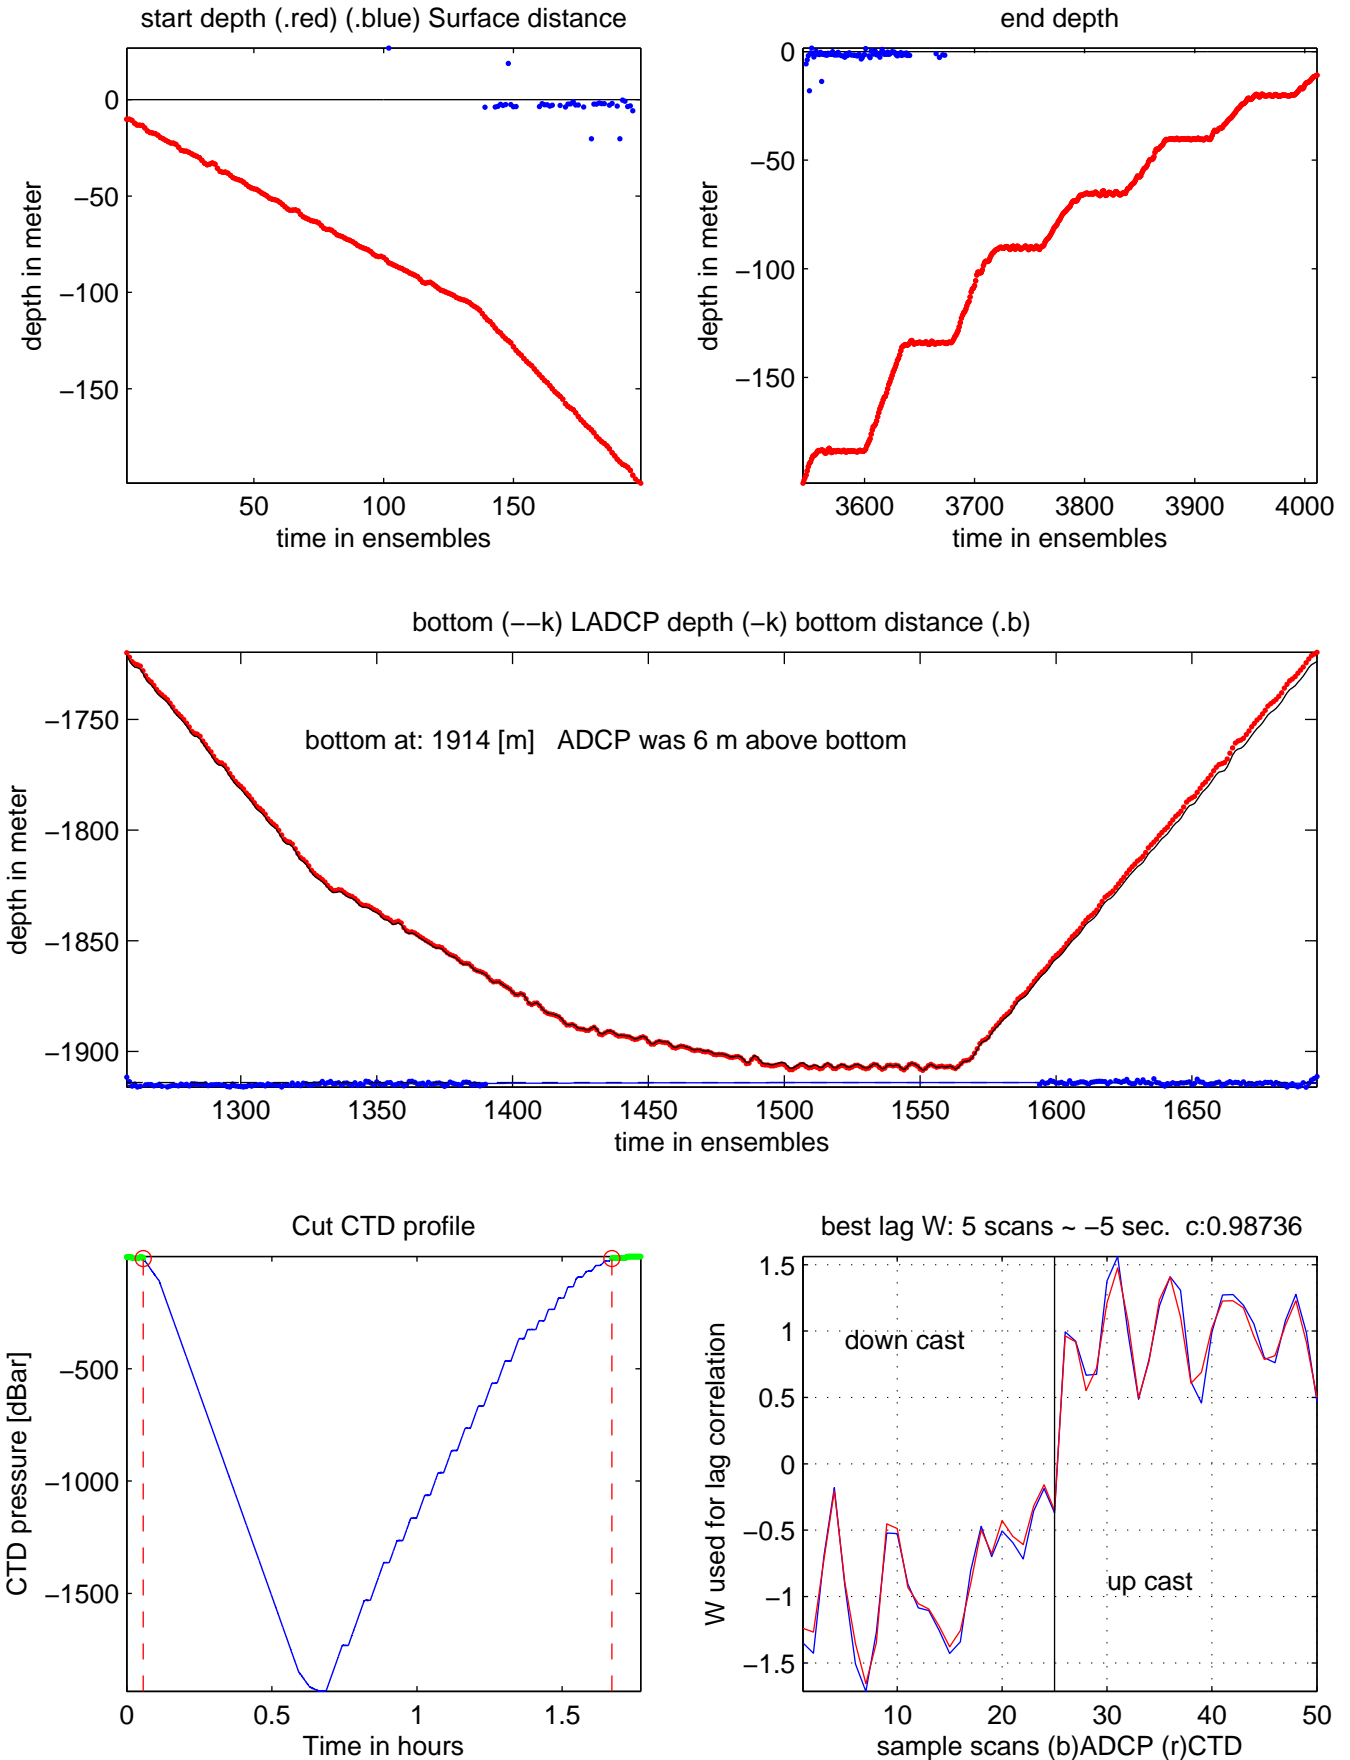 start depth (.red) (.blue) Surface distance
0
−50
−100
−150
depth in meter
50 100 150
time in ensembles
end depth
0
−50
−100
−150
depth in meter
3600 3700 3800 3900 4000
time in ensembles
bottom (−−k) LADCP depth (−k) bottom distance (.b)
bottom at: 1914 [m] ADCP was 6 m above bottom
−1750
−1800
−1850
−1900
depth in meter
1300 1350 1400 1450 1500 1550 1600 1650
time in ensembles
Cut CTD profile
−500
−1000
−1500
CTD pressure [dBar]
0 0.5 1 1.5
Time in hours
best lag W: 5 scans ~ −5 sec. c:0.98736
1.5
1
0.5
0
−0.5
−1
−1.5
W used for lag correlation
down cast
up cast
10 20 30 40 50
sample scans (b)ADCP (r)CTD